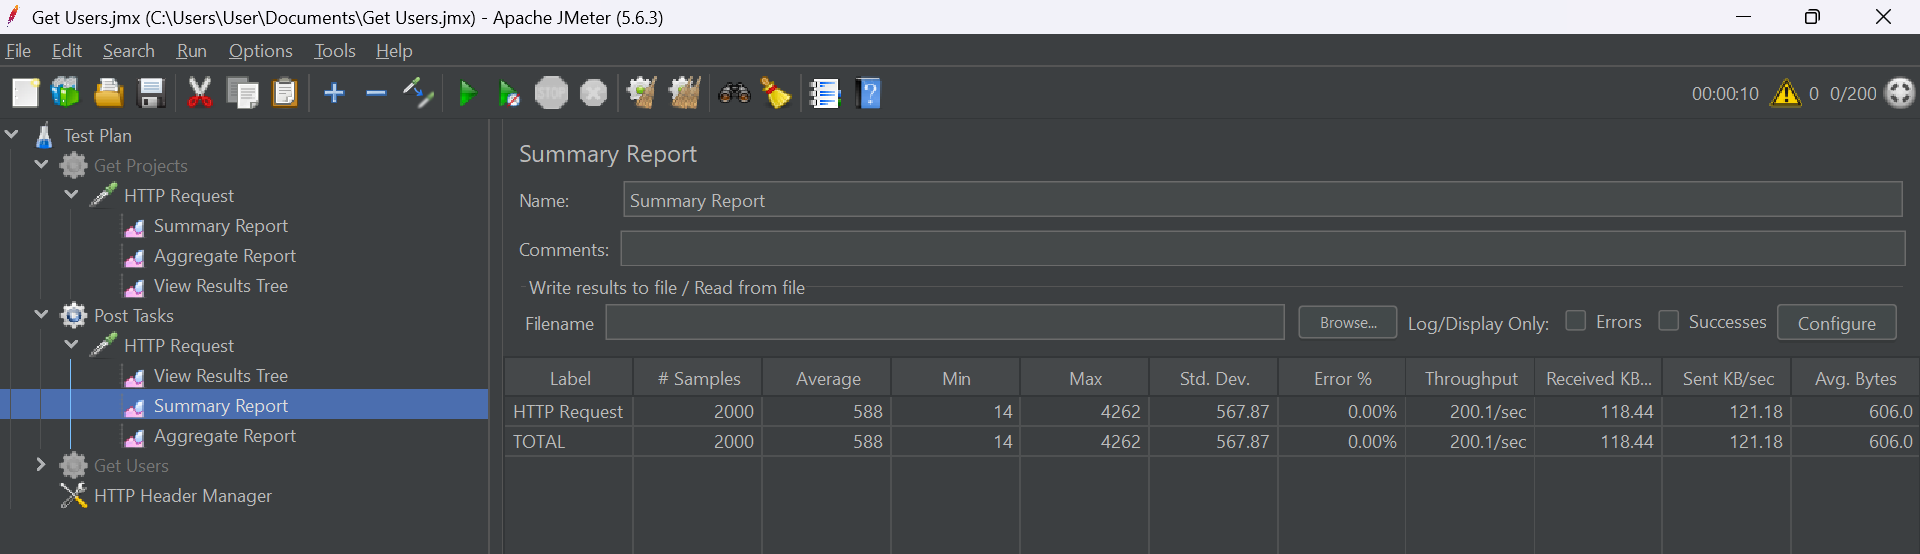 Get Users.jmx (C:\Users\User\Documents\Get Users.jmx) - Apache JMeter (5.6.3)
File Edit Search Run Options Tools Help
STOP ? 00:00:10 0 0/200
Test Plan
Get Projects
HTTP Request
Summary Report
Aggregate Report
View Results Tree
Post Tasks
HTTP Request
View Results Tree
Summary Report
Aggregate Report
Get Users
HTTP Header Manager
Summary Report
Name: Summary Report
Comments:
Write results to file / Read from file
Filename Browse... Log/Display Only: Errors Successes Configure
Label # Samples Average Min Max Std. Dev. Error % Throughput Received KB... Sent KB/sec Avg. Bytes
HTTP Request 2000 588 14 4262 567.87 0.00% 200.1/sec 118.44 121.18 606.0
TOTAL 2000 588 14 4262 567.87 0.00% 200.1/sec 118.44 121.18 606.0